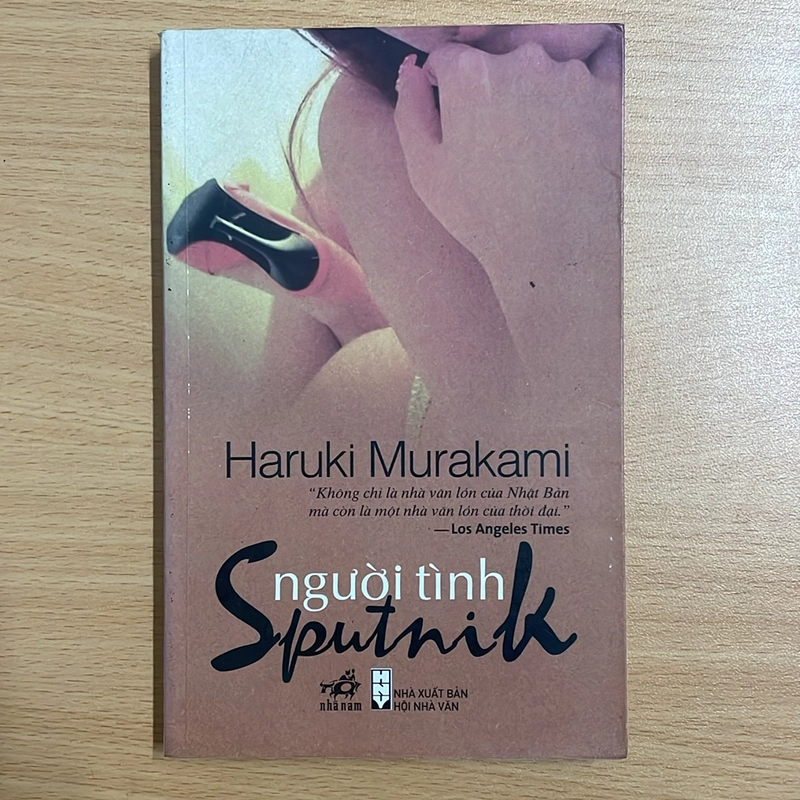 Haruki Murakami
“Không chỉ là nhà văn lớn của Nhật Bản
mà còn là một nhà văn lớn của thời đại.”
—Los Angeles Times
người tình
Sputnik
nhã nam
HNV
NHÀ XUẤT BẢN
HỘI NHÀ VĂN